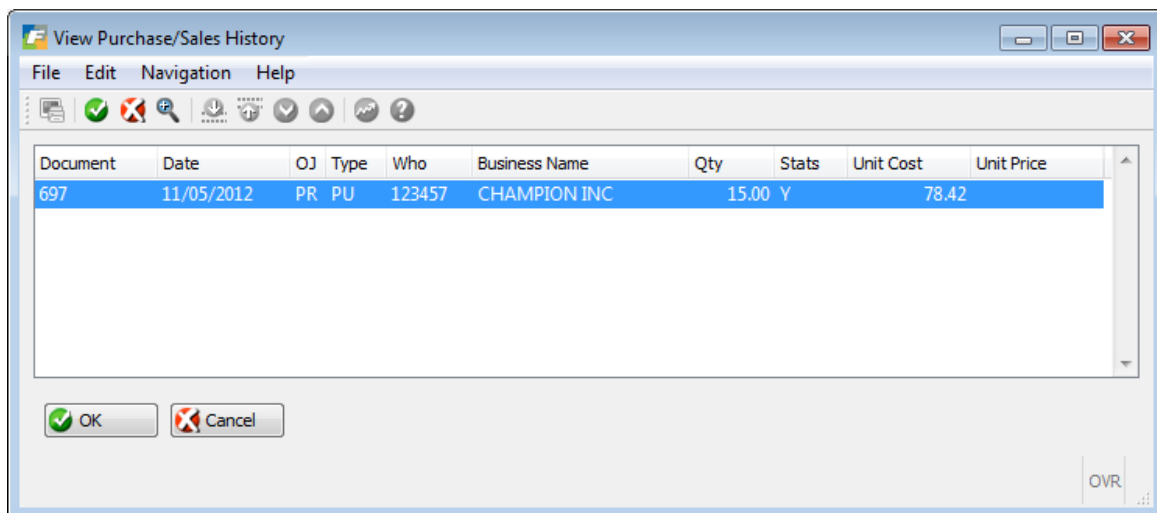 View Purchase/Sales History
File Edit Navigation Help
Document Date OJ Type Who Business Name Qty Stats Unit Cost Unit Price
697 11/05/2012 PR PU 123457 CHAMPION INC 15.00 Y 78.42
OK Cancel
OVR